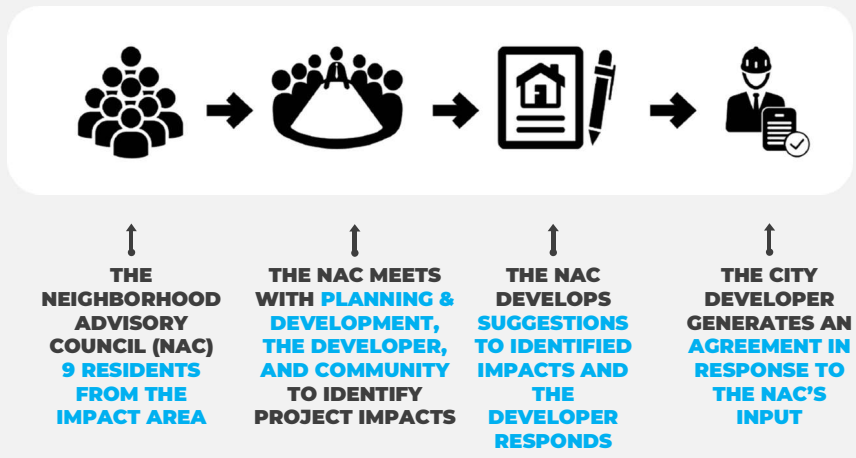 THE
NEIGHBORHOOD
ADVISORY
COUNCIL (NAC)
9 RESIDENTS
FROM THE
IMPACT AREA
THE NAC MEETS
WITH PLANNING &
DEVELOPMENT,
THE DEVELOPER,
AND COMMUNITY
TO IDENTIFY
PROJECT IMPACTS
THE NAC
DEVELOPS
SUGGESTIONS
TO IDENTIFIED
IMPACTS AND
THE
DEVELOPER
RESPONDS
THE CITY
DEVELOPER
GENERATES AN
AGREEMENT IN
RESPONSE TO
THE NAC'S
INPUT